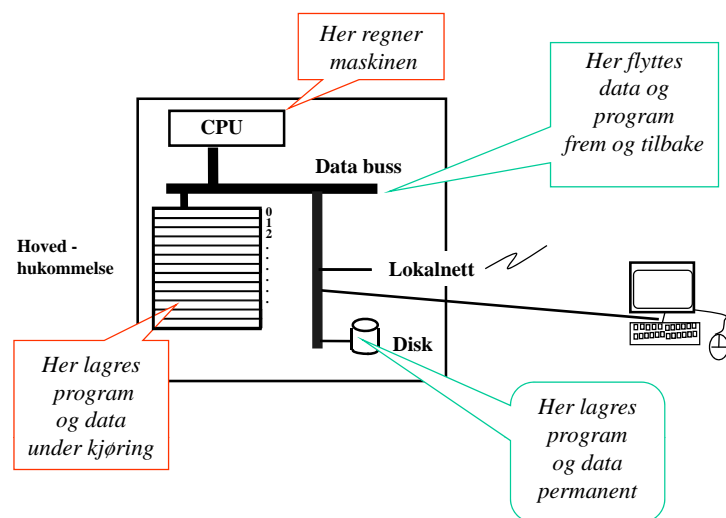 Her regner
maskinen
Her flyttes
data og
program
frem og tilbake
CPU
Data buss
0
1
2
.
.
.
.
.
.
Hoved -
hukommelse
Lokalnett
Disk
Her lagres
program
og data
under kjøring
Her lagres
program
og data
permanent